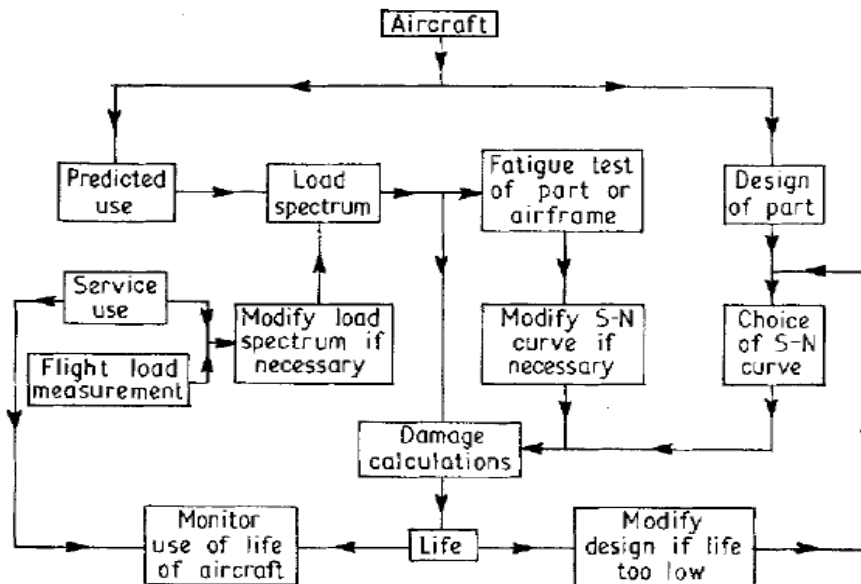 Aircraft
Predicted
use
Load
spectrum
Fatigue test
of part or
airframe
Design
of part
Service
use
Flight load
measurement
Modify load
spectrum if
necessary
Modify S-N
curve if
necessary
Choice
of S-N
curve
Damage
calculations
Monitor
use of life
of aircraft
Life
Modify
design if life
too low